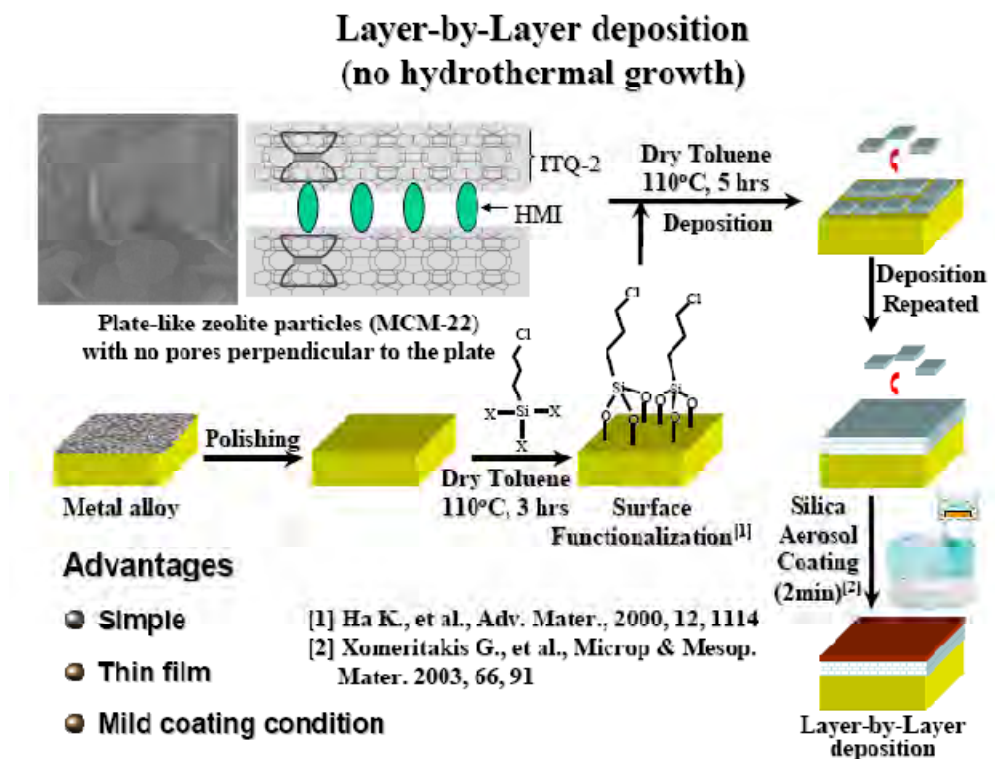 Layer-by-Layer deposition
(no hydrothermal growth)
ITQ-2
HMI
Dry Toluene
110°C, 5 hrs
Deposition
Deposition
Repeated
Plate-like zeolite particles (MCM-22)
with no pores perpendicular to the plate
Cl
Si
X
X
X
Cl
Cl
Si
Si
O
O
O
O
O
O
Polishing
Metal alloy
Dry Toluene
110°C, 3 hrs
Surface
Functionalization[1]
Silica
Aerosol
Coating
(2min)[2]
Advantages
Simple
Thin film
Mild coating condition
[1] Ha K., et al., Adv. Mater., 2000, 12, 1114
[2] Xomeritakis G., et al., Microp & Mesop.
Mater. 2003, 66, 91
Layer-by-Layer
deposition